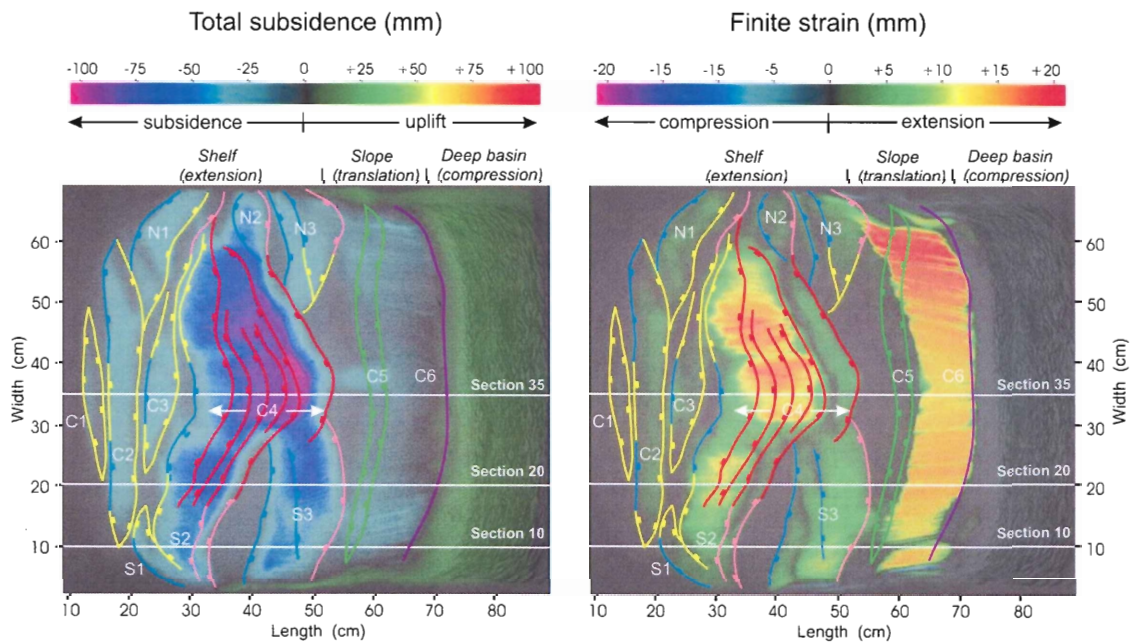 Total subsidence (mm)
-100 -75 -50 -25 0 +25 +50 +75 +100
subsidence uplift
Shelf (extension) Slope (translation) Deep basin (compression)
N1 N2 N3
60
50
40
30
20
10
Width (cm)
C1 C2 C3 C4 C5 C6
S1 S2 S3
Section 35
Section 20
Section 10
10 20 30 40 50 60 70 80
Length (cm)
Finite strain (mm)
-20 -15 -15 -5 0 +5 +10 +15 +20
compression extension
Shelf (extension) Slope (translation) Deep basin (compression)
N1 N2 N3
60
50
40
30
20
10
Width (cm)
C1 C2 C3 C5 C6
S1 S2 S3
Section 35
Section 20
Section 10
10 20 30 40 50 60 70 80
Length (cm)